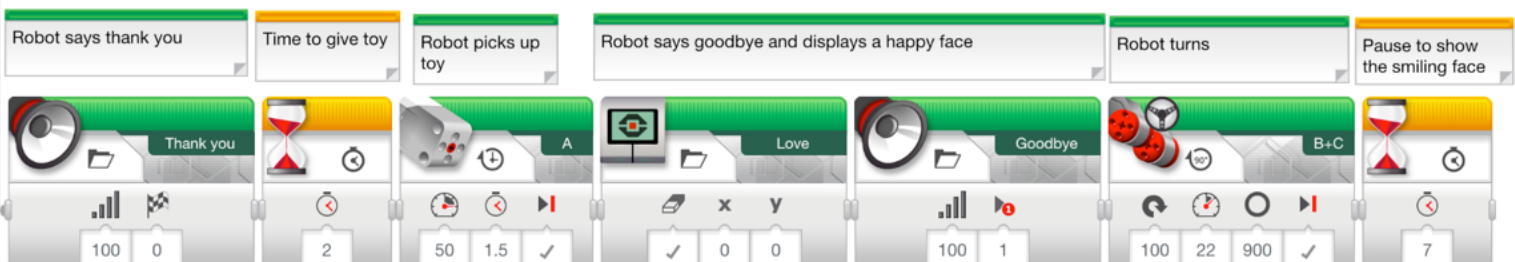 Robot says thank you
Time to give toy
Robot picks up
toy
Robot says goodbye and displays a happy face
Robot turns
Pause to show
the smiling face
Thank you
A
Love
Goodbye
90°
B+C
x y
1
100 0
2
50 1.5
0 0
100 1
100 22 900
7